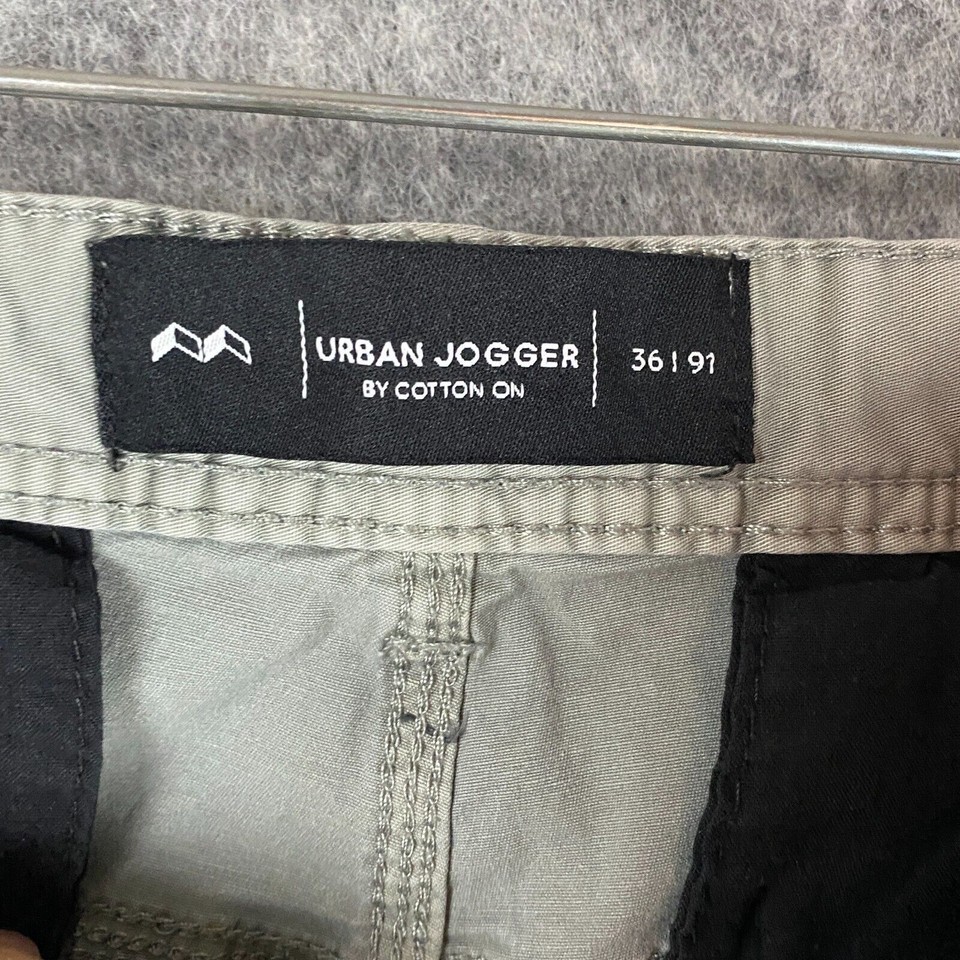 URBAN JOGGER
BY COTTON ON
36 | 91